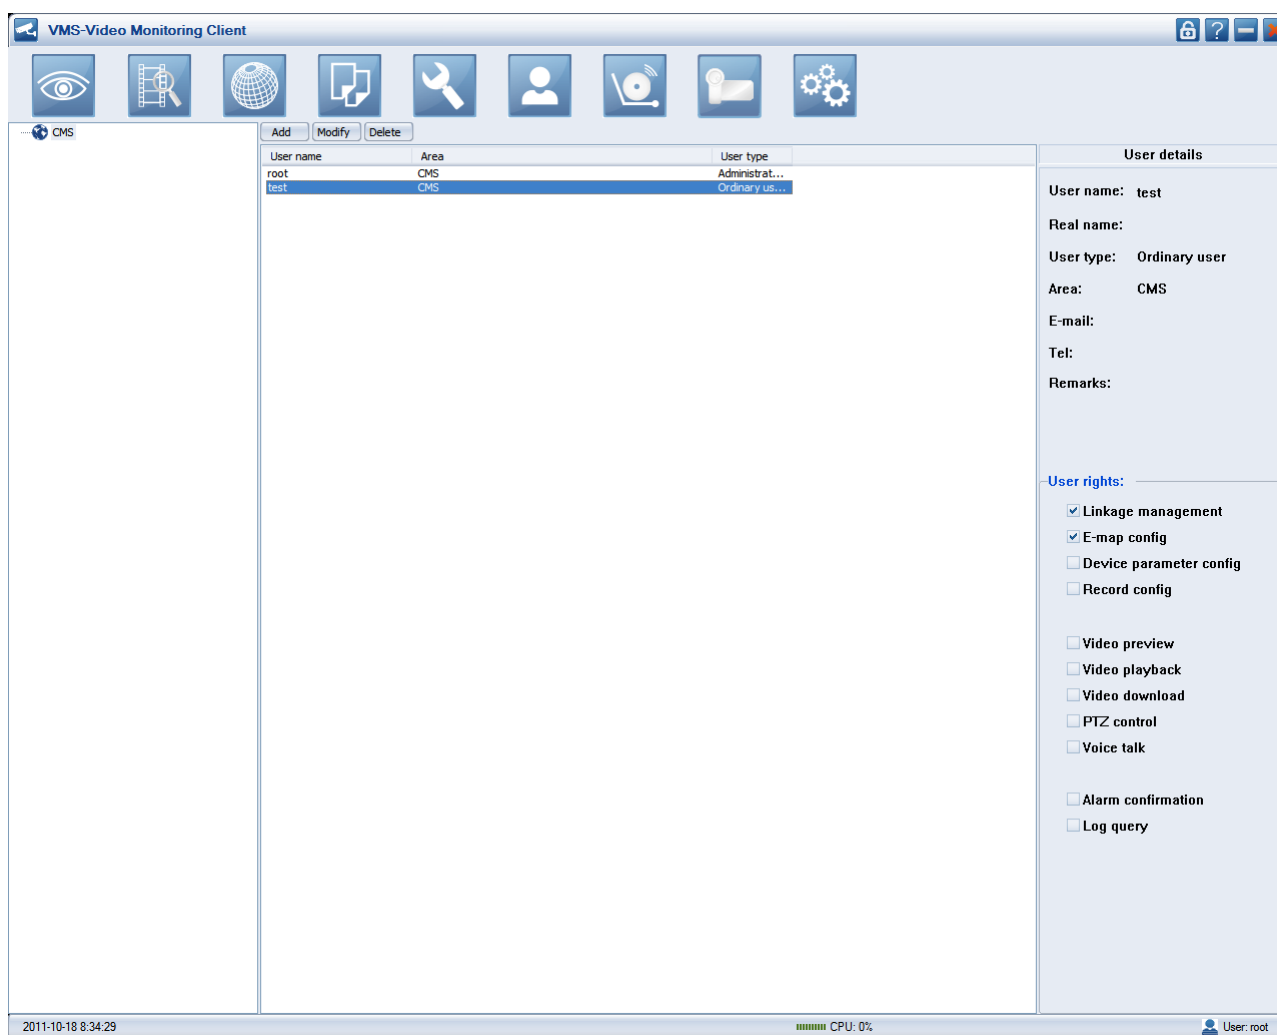 VMS-Video Monitoring Client
CMS
Add Modify Delete
User name Area User type
root CMS Administrat...
test CMS Ordinary us...
User details
User name: test
Real name:
User type: Ordinary user
Area: CMS
E-mail:
Tel:
Remarks:
User rights:
Linkage management
E-map config
Device parameter config
Record config
Video preview
Video playback
Video download
PTZ control
Voice talk
Alarm confirmation
Log query
2011-10-18 8:34:29 CPU: 0% User: root